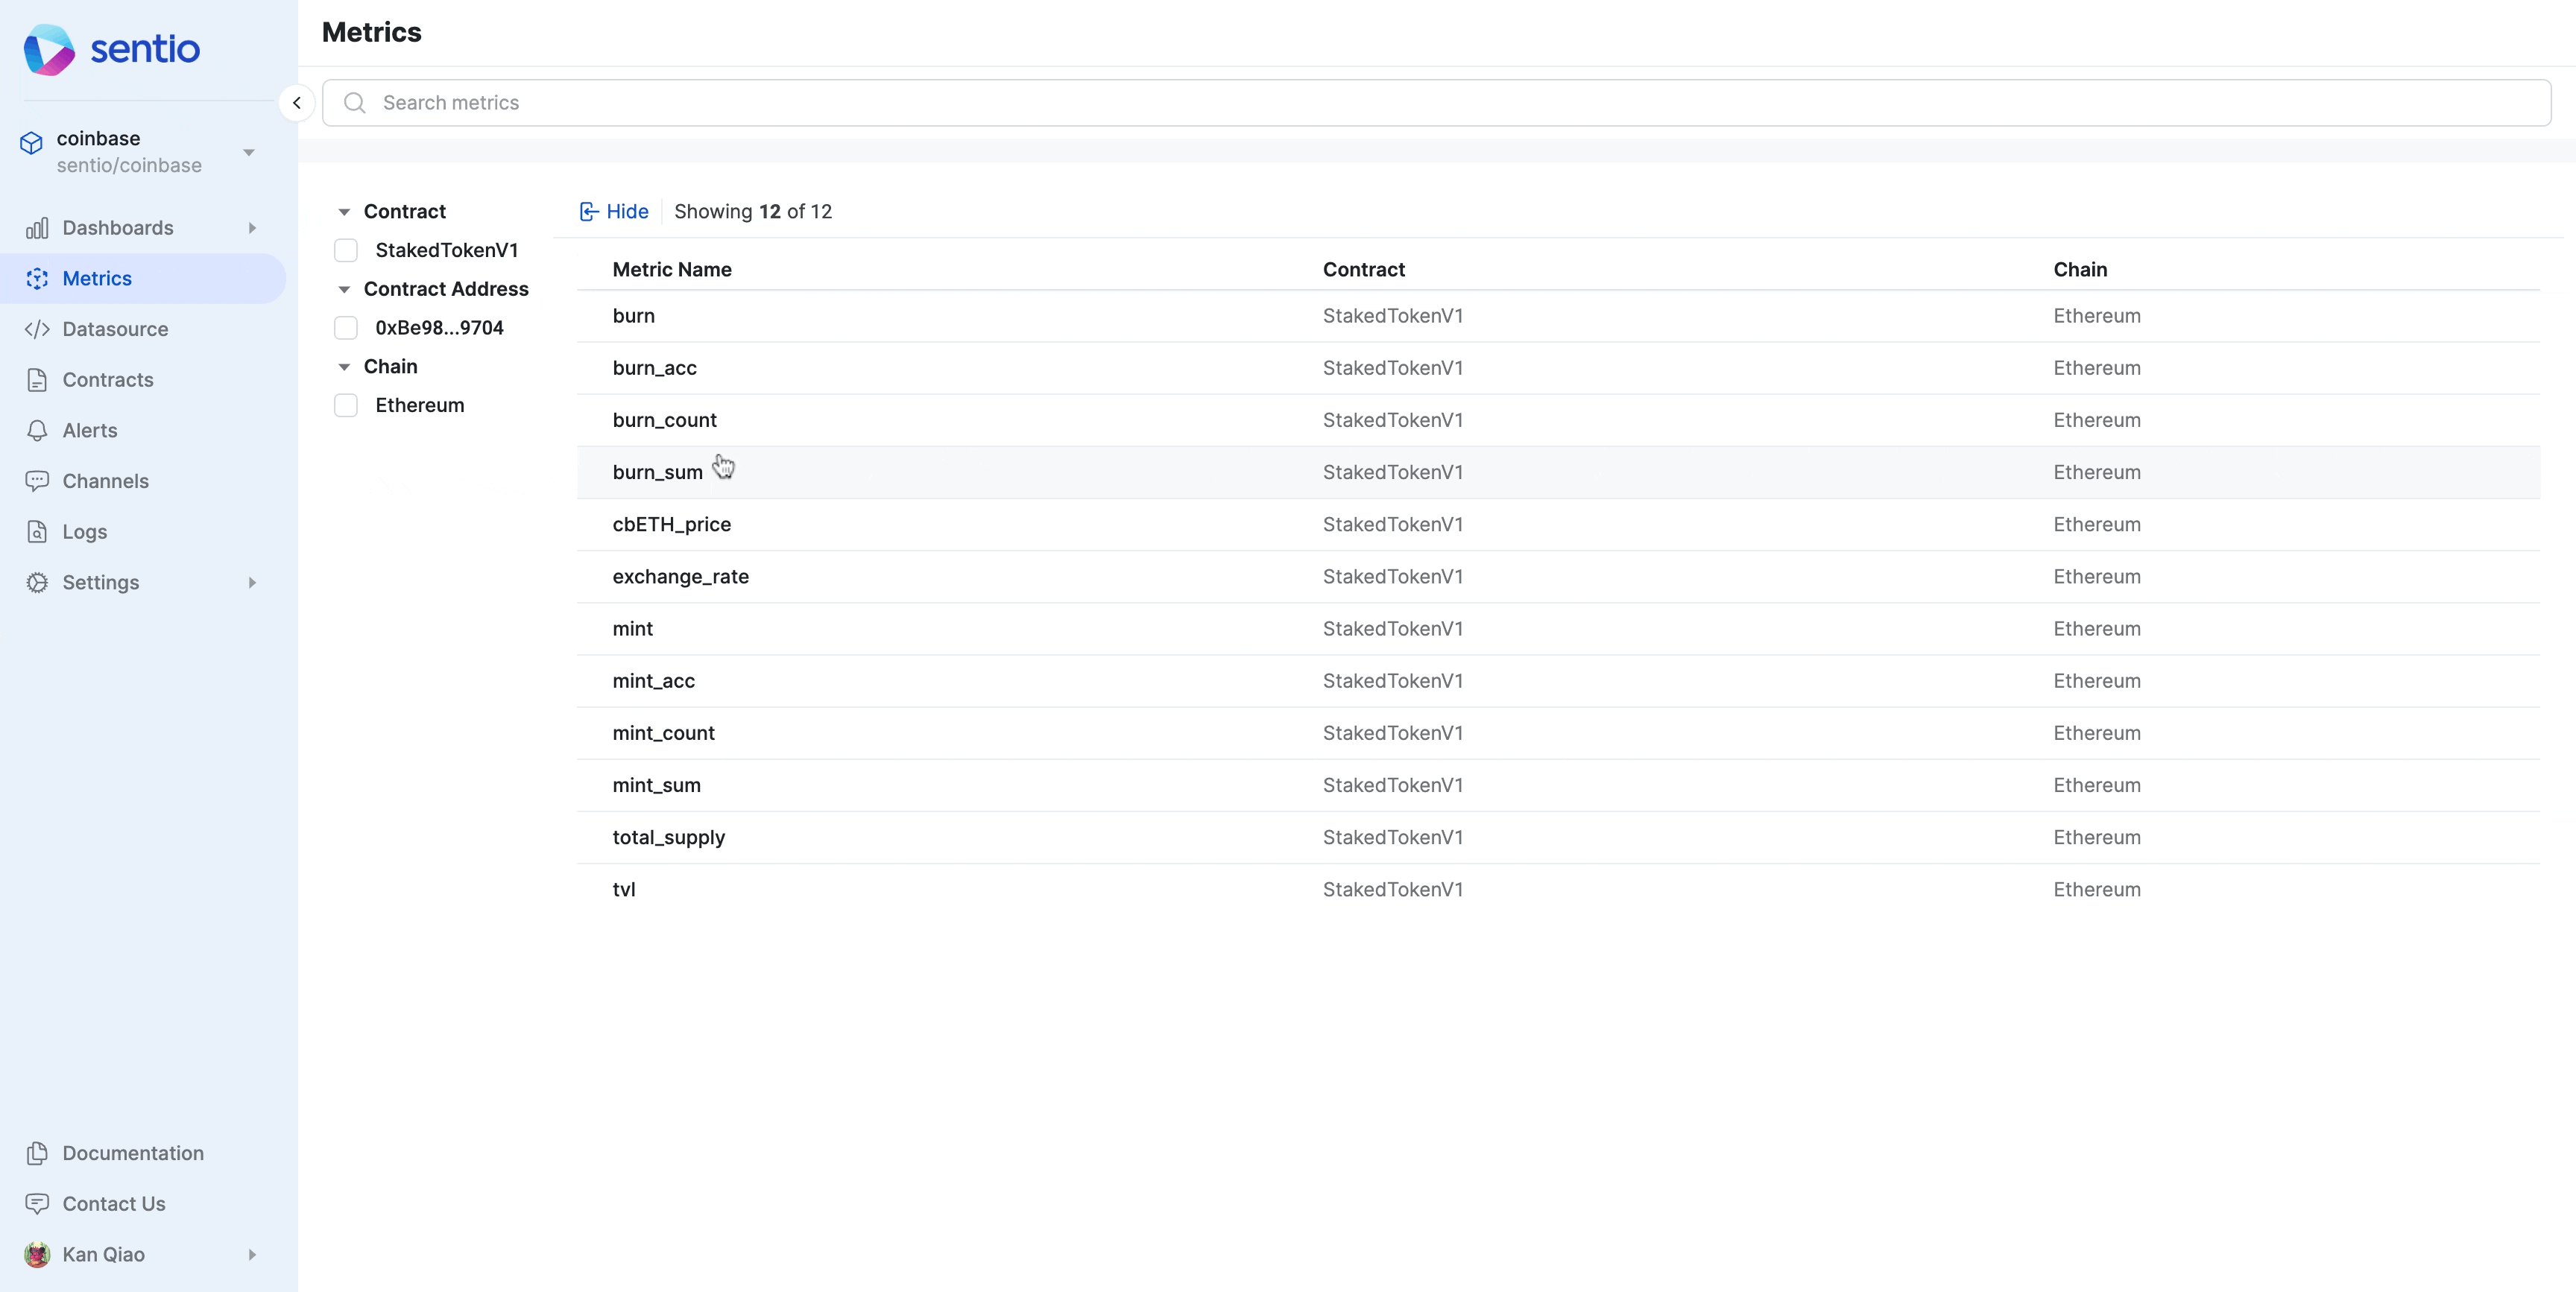 sentio
coinbase
sentio/coinbase
Dashboards
Metrics
Datasource
Contracts
Alerts
Channels
Logs
Settings
Documentation
Contact Us
Kan Qiao
Metrics
Search metrics
Contract
StakedTokenV1
Contract Address
0xBe98...9704
Chain
Ethereum
Hide Showing 12 of 12
Metric Name Contract Chain
burn StakedTokenV1 Ethereum
burn_acc StakedTokenV1 Ethereum
burn_count StakedTokenV1 Ethereum
burn_sum StakedTokenV1 Ethereum
cbETH_price StakedTokenV1 Ethereum
exchange_rate StakedTokenV1 Ethereum
mint StakedTokenV1 Ethereum
mint_acc StakedTokenV1 Ethereum
mint_count StakedTokenV1 Ethereum
mint_sum StakedTokenV1 Ethereum
total_supply StakedTokenV1 Ethereum
tvl StakedTokenV1 Ethereum